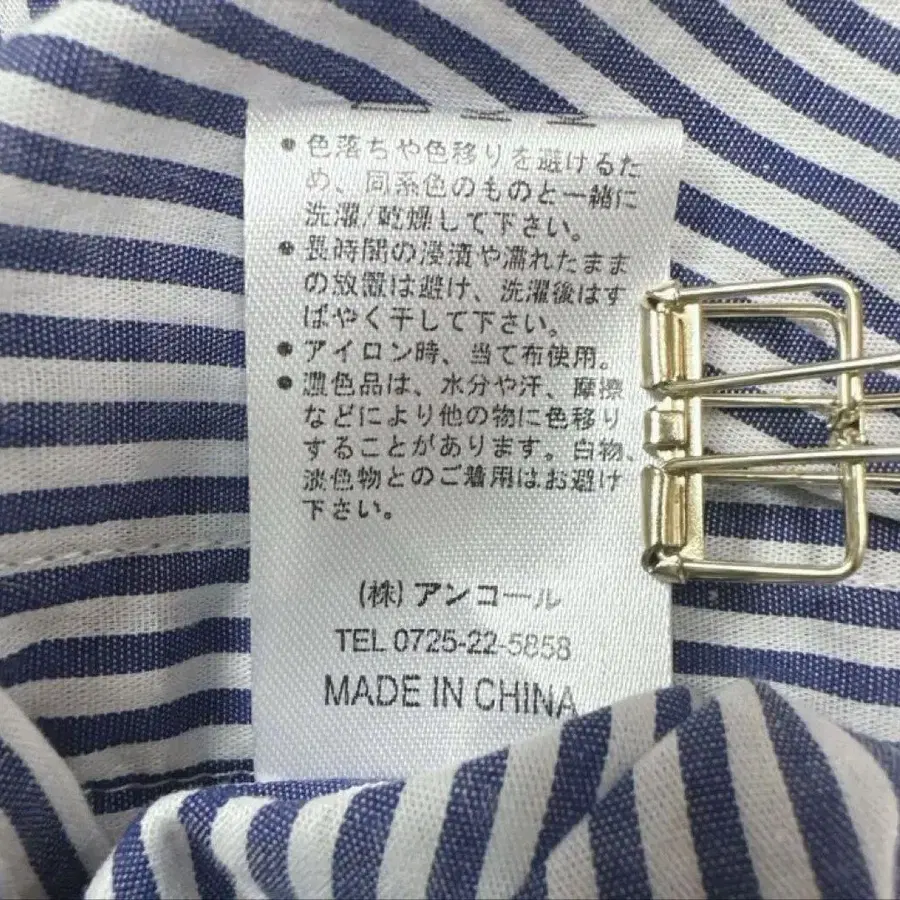 • 色落ちや色移りを避けるた
め、同系色のものと一緒に
洗濯/乾燥して下さい。
• 長時間の浸漬や濡れたまま
の放置は避け、洗濯後はす
ばやく干して下さい。
• アイロン時、当て布使用。
• 濃色品は、水分や汗、摩擦
などにより他の物に色移り
することがあります。白物、
淡色物とのご着用はお避け
下さい。
(株) アンコール
TEL 0725-22-5858
MADE IN CHINA